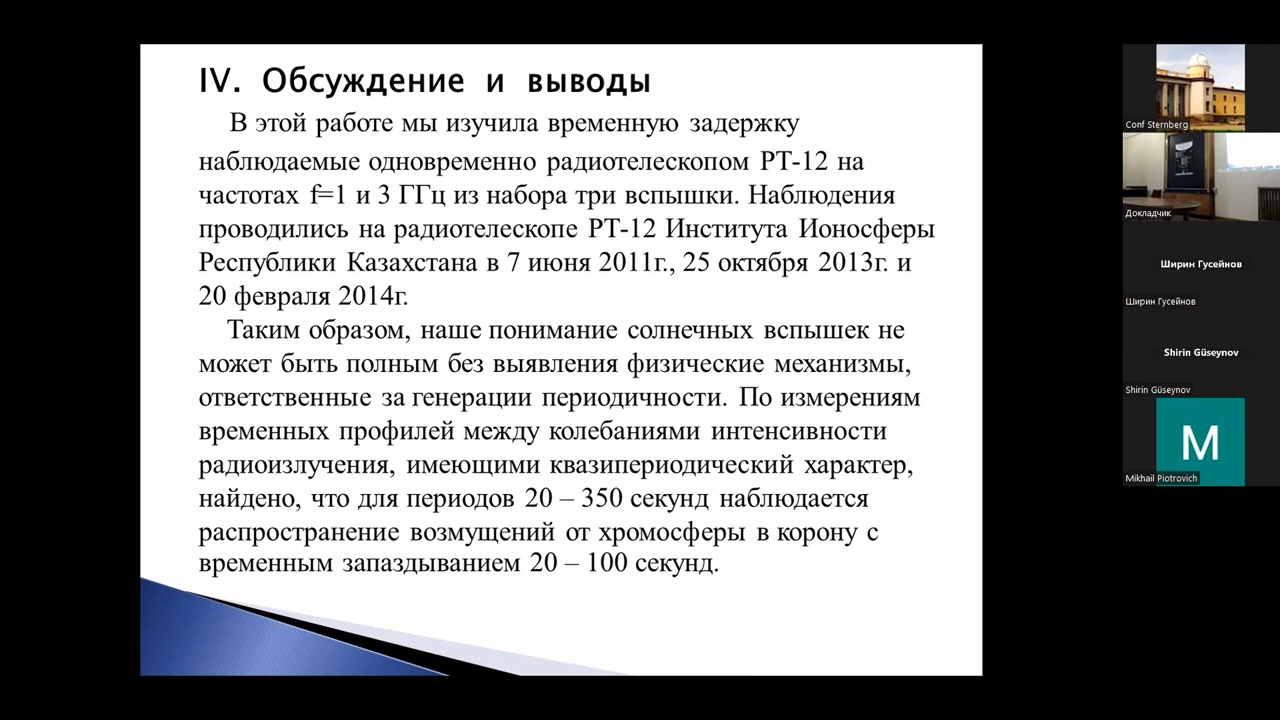 IV. Обсуждение и выводы
В этой работе мы изучила временную задержку
наблюдаемые одновременно радиотелескопом РТ-12 на
частотах f=1 и 3 ГГц из набора три вспышки. Наблюдения
проводились на радиотелескопе РТ-12 Института Ионосферы
Республики Казахстана в 7 июня 2011г., 25 октября 2013г. и
20 февраля 2014г.
Таким образом, наше понимание солнечных вспышек не
может быть полным без выявления физические механизмы,
ответственные за генерации периодичности. По измерениям
временных профилей между колебаниями интенсивности
радиоизлучения, имеющими квазипериодический характер,
найдено, что для периодов 20 – 350 секунд наблюдается
распространение возмущений от хромосферы в корону с
временным запаздыванием 20 – 100 секунд.
Conf Sternberg
Докладчик
Ширин Гусейнов
Ширин Гусейнов
Shirin Güseynov
Shirin Güseynov
M
Mikhail Piotrovich